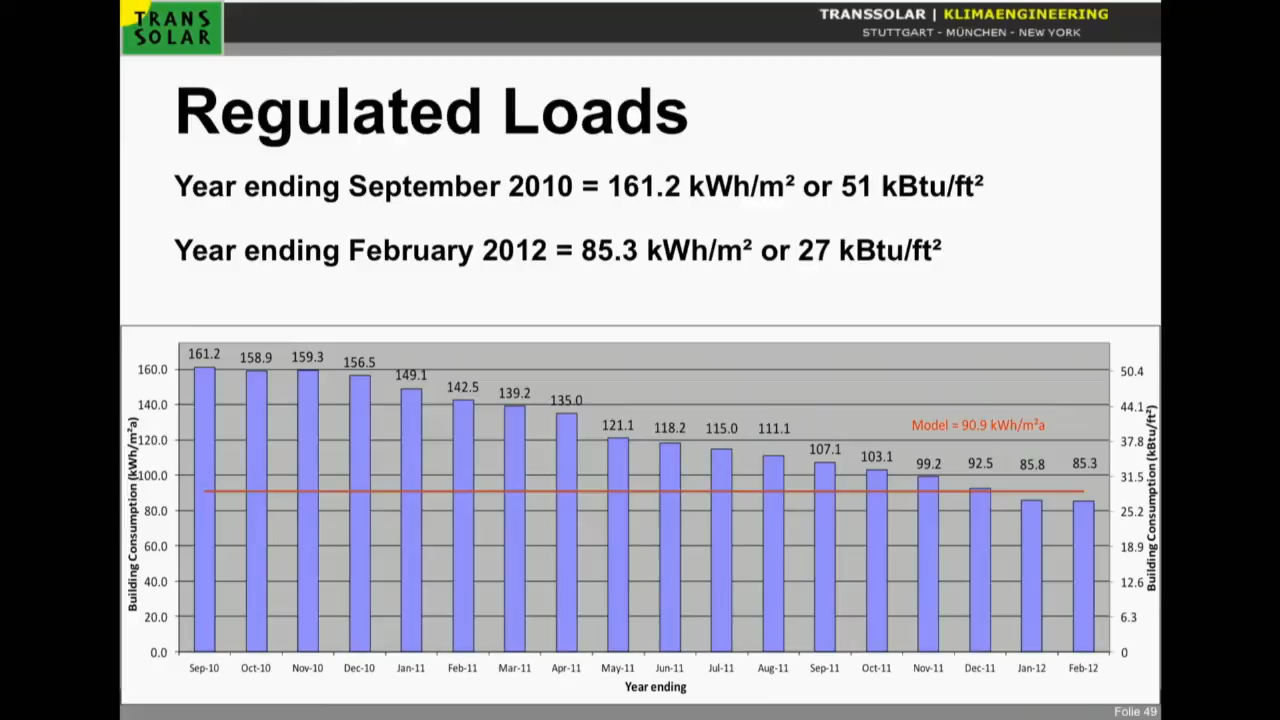 TRANS
SOLAR
TRANSSOLAR | KLIMAENGINEERING
STUTTGART - MÜNCHEN - NEW YORK
Regulated Loads
Year ending September 2010 = 161.2 kWh/m² or 51 kBtu/ft²
Year ending February 2012 = 85.3 kWh/m² or 27 kBtu/ft²
Building Consumption (kWh/m²a)
160.0
140.0
120.0
100.0
80.0
60.0
40.0
20.0
0.0
161.2 158.9 159.3 156.5 149.1 142.5 139.2 135.0 121.1 118.2 115.0 111.1 107.1 103.1 99.2 92.5 85.8 85.3
Model = 90.9 kWh/m²a
50.4
44.1
37.8
31.5
25.2
18.9
12.6
6.3
0
Building Consumption (kBtu/ft²)
Sep-10 Oct-10 Nov-10 Dec-10 Jan-11 Feb-11 Mar-11 Apr-11 May-11 Jun-11 Jul-11 Aug-11 Sep-11 Oct-11 Nov-11 Dec-11 Jan-12 Feb-12
Year ending
Folie 49